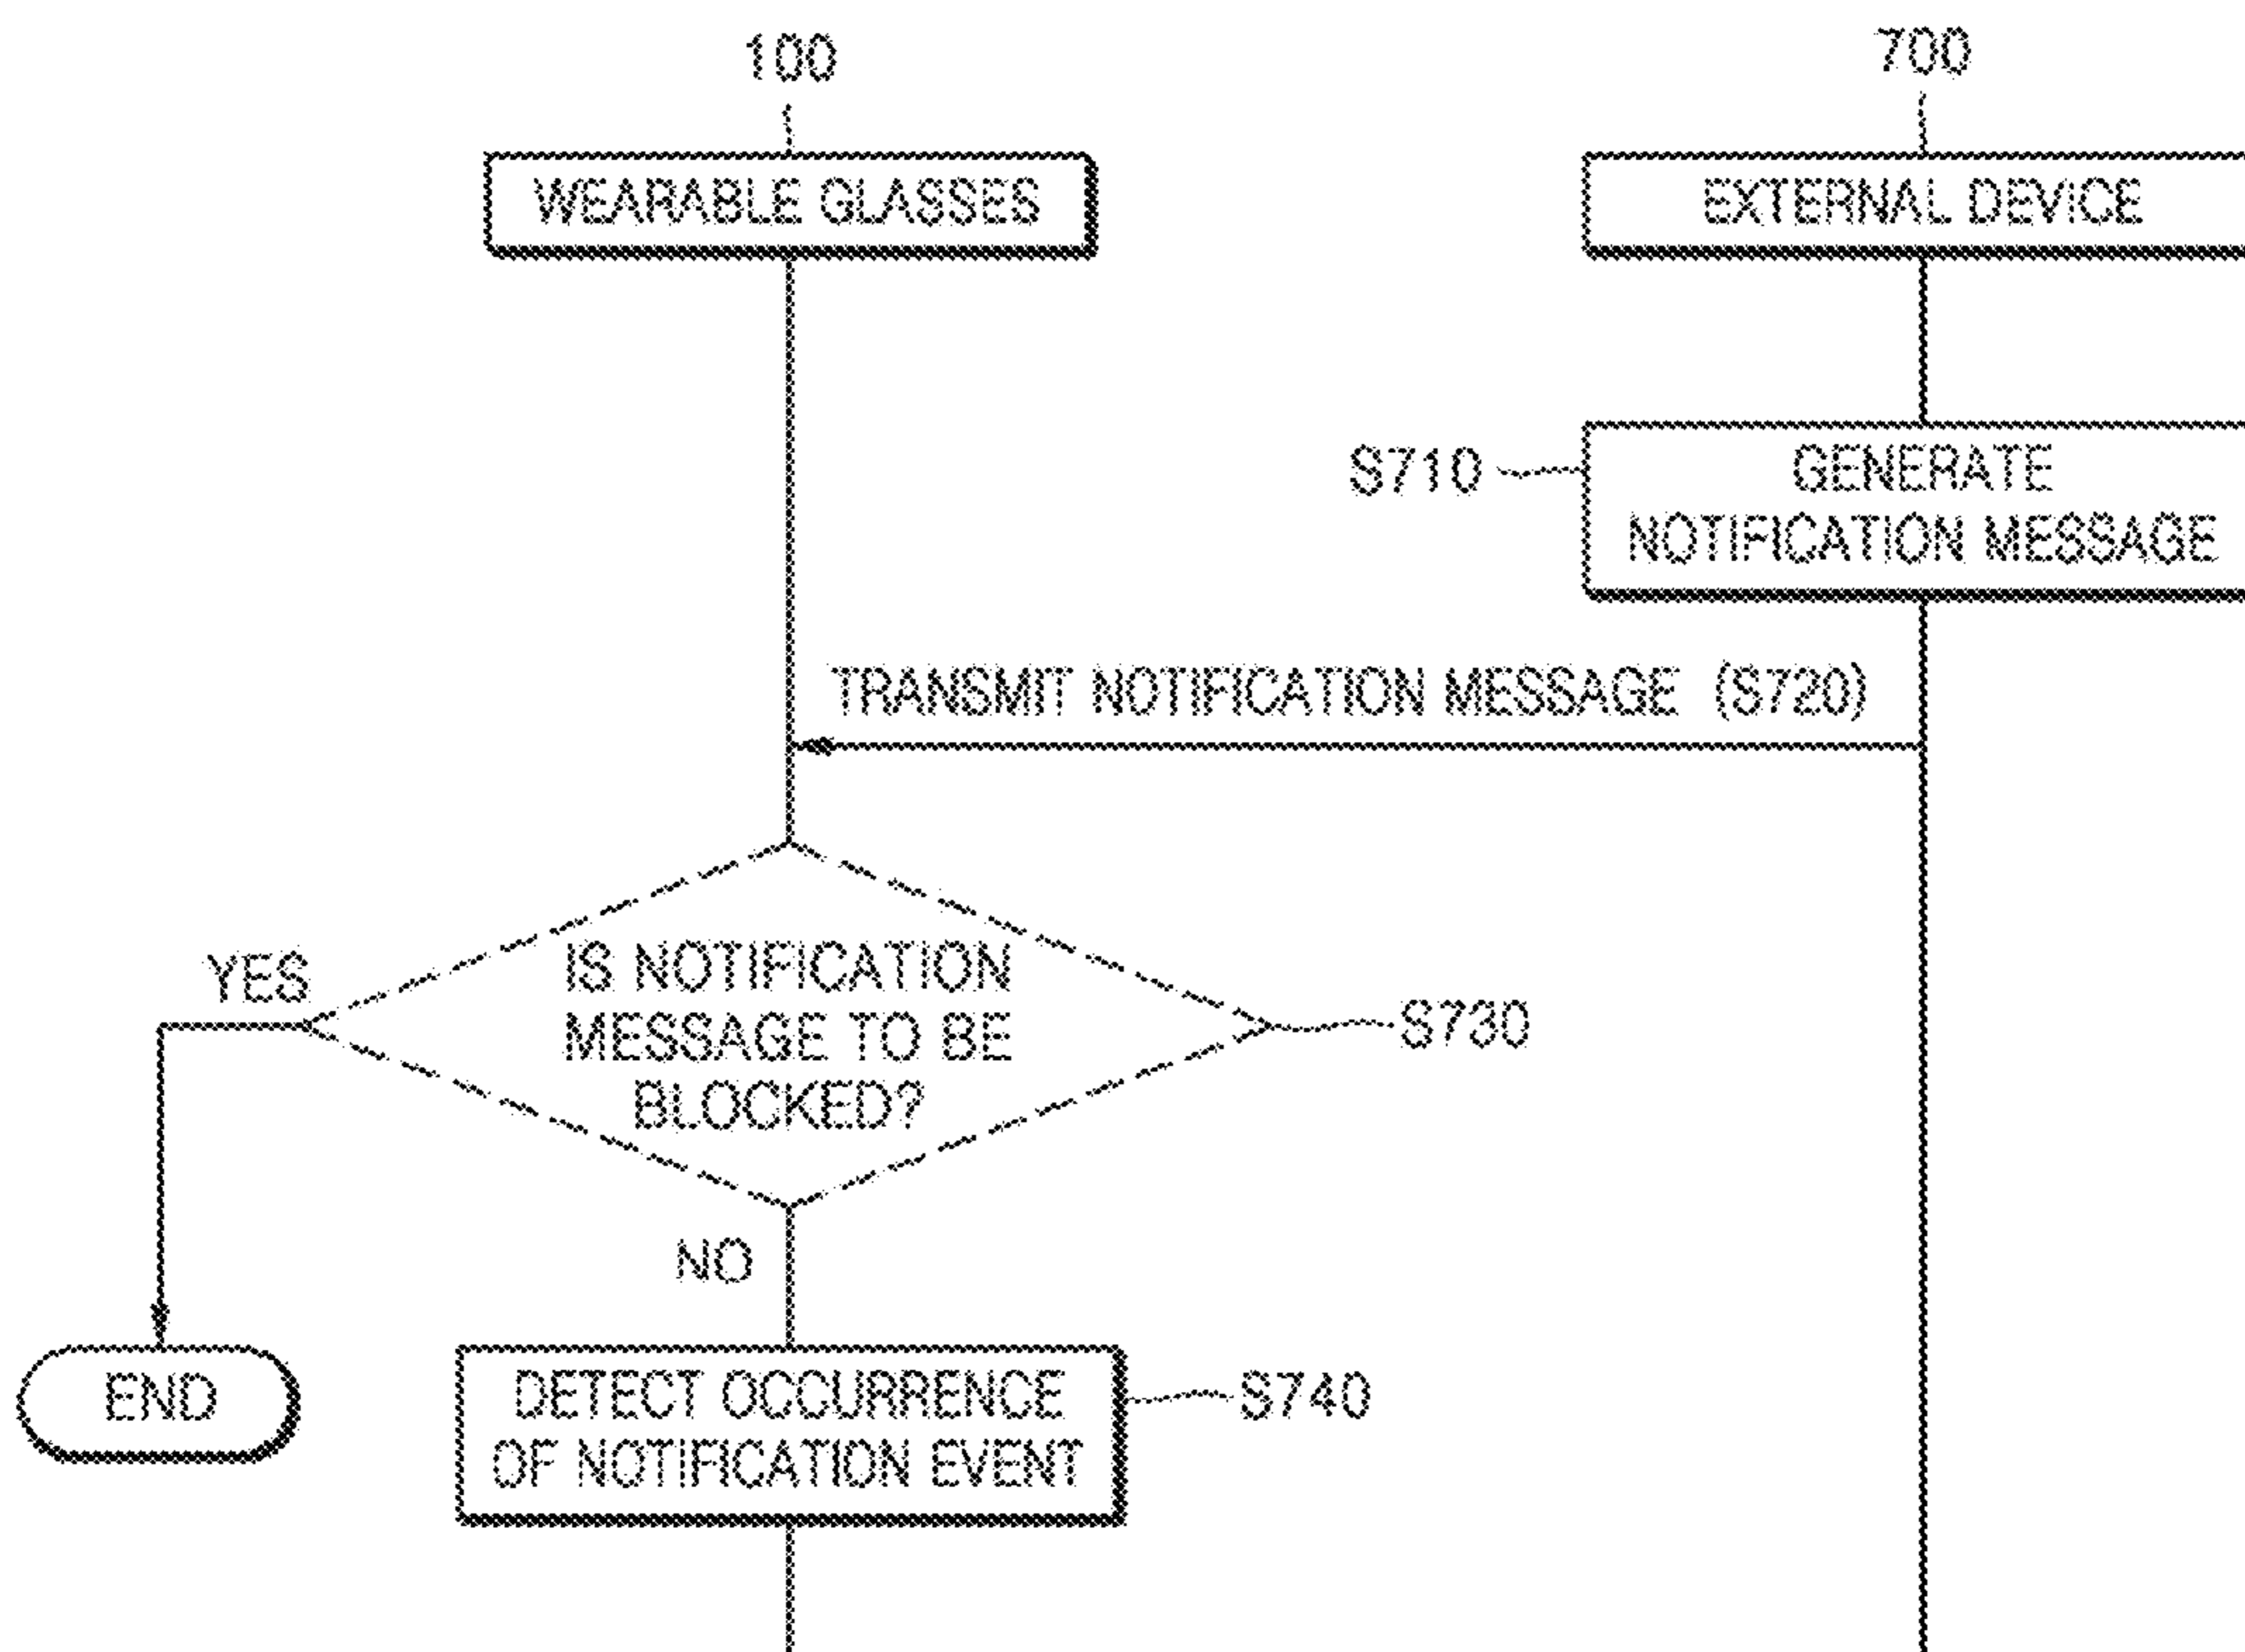 100
700
WEARABLE GLASSES
EXTERNAL DEVICE
S710
GENERATE
NOTIFICATION MESSAGE
TRANSMIT NOTIFICATION MESSAGE (S720)
YES
IS NOTIFICATION
MESSAGE TO BE
BLOCKED?
S730
NO
END
DETECT OCCURRENCE
OF NOTIFICATION EVENT
S740